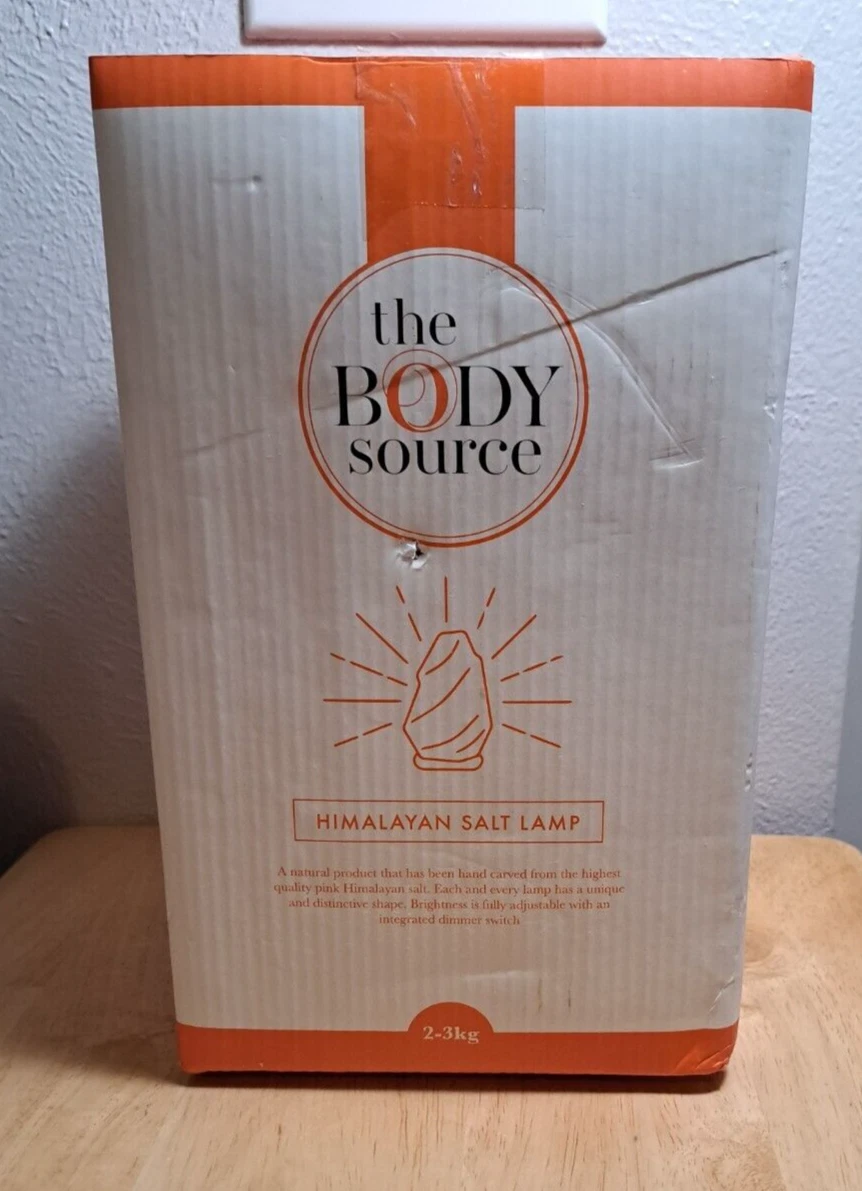 the
BODY
source
HIMALAYAN SALT LAMP
A natural product that has been hand carved from the highest
quality pink Himalayan salt. Each and every lamp has a unique
and distinctive shape. Brightness is fully adjustable with an
integrated dimmer switch
2-3kg